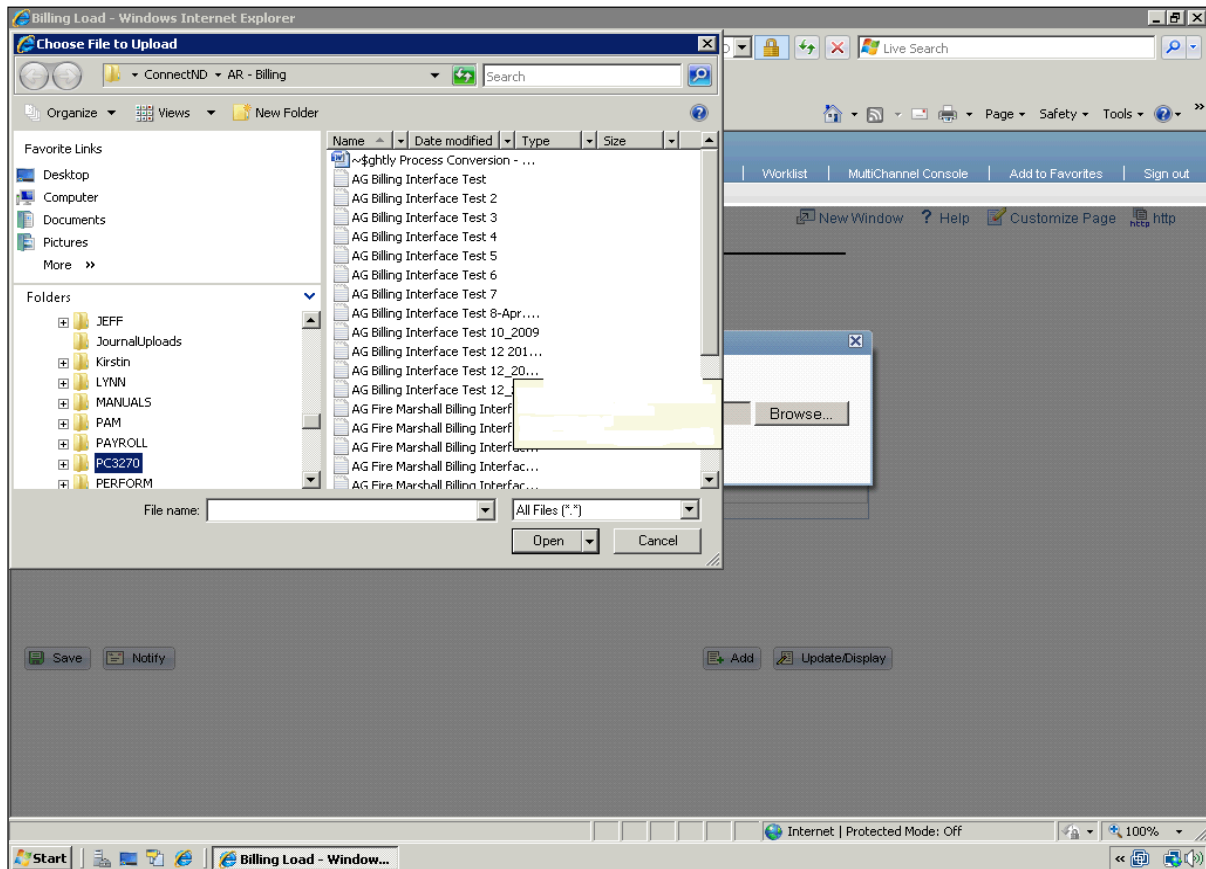 Billing Load - Windows Internet Explorer
Choose File to Upload
ConnectND AR - Billing
Search
Live Search
Organize Views New Folder
Page Safety Tools
Favorite Links
Desktop
Computer
Documents
Pictures
More »
Folders
JEFF
JournalUploads
Kirstin
LYNN
MANUALS
PAM
PAYROLL
PC3270
PERFORM
Name Date modified Type Size
~$ghtly Process Conversion - ...
AG Billing Interface Test
AG Billing Interface Test 2
AG Billing Interface Test 3
AG Billing Interface Test 4
AG Billing Interface Test 5
AG Billing Interface Test 6
AG Billing Interface Test 7
AG Billing Interface Test 8-Apr....
AG Billing Interface Test 10_2009
AG Billing Interface Test 12 201...
AG Billing Interface Test 12_20...
AG Billing Interface Test 12_
AG Fire Marshall Billing Interf
AG Fire Marshall Billing Interf
AG Fire Marshall Billing Interfac...
AG Fire Marshall Billing Interfac...
AG Fire Marshall Billing Interfac...
File name:
All Files (*.*)
Open Cancel
Worklist | MultiChannel Console | Add to Favorites | Sign out
New Window ? Help Customize Page http
Browse...
Save Notify Add Update/Display
Internet | Protected Mode: Off 100%
Start Billing Load - Window... «